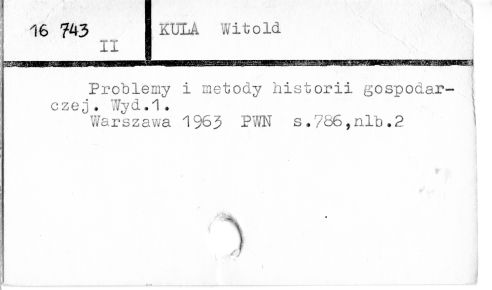 16 743
II
KULA Witold
Problemy i metody historii gospodar-
czej. Wyd.1.
Warszawa 1963 PWN s.786,nlb.2